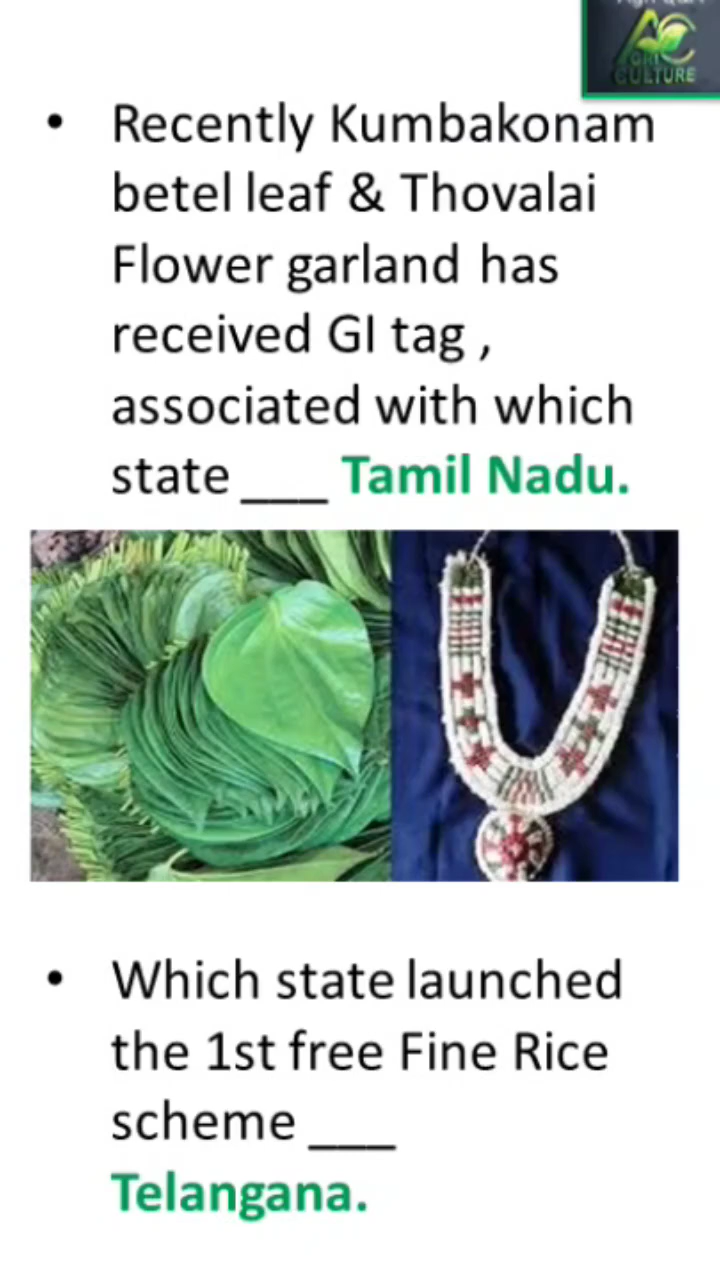 AGRI
CULTURE
• Recently Kumbakonam
betel leaf & Thovalai
Flower garland has
received GI tag ,
associated with which
state ___ Tamil Nadu.
• Which state launched
the 1st free Fine Rice
scheme ___
Telangana.